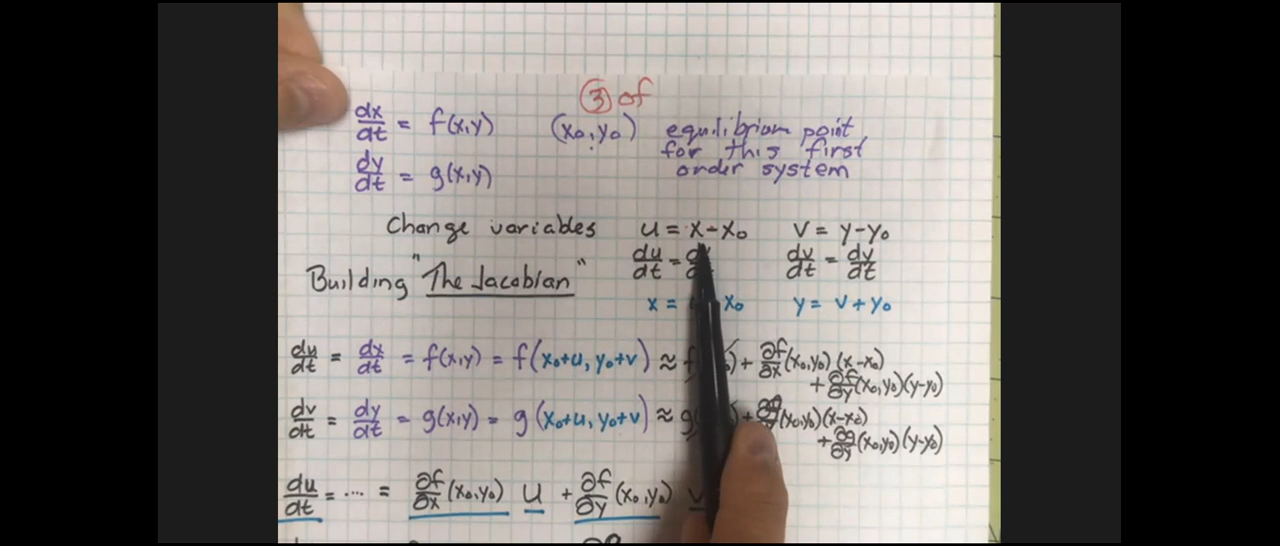 ③ of
dx/dt = f(x,y) (x₀,y₀) equilibrium point
for this first
dy/dt = g(x,y) order system
Change variables u = x-x₀ v = y-y₀
Building "The Jacobian" du/dt = dv/dt = dy/dt
x = x₀ y = v+y₀
du/dt = dx/dt = f(x,y) = f(x₀+u, y₀+v) ≈ f + ∂f/∂x (x₀,y₀)(x-x₀)
+ ∂f/∂y (x₀,y₀)(y-y₀)
dv/dt = dy/dt = g(x,y) = g(x₀+u, y₀+v) ≈ g + (x₀,y₀)(x-x₀)
+ ∂g/∂y (x₀,y₀)(y-y₀)
du/dt = ···· = ∂f/∂x (x₀,y₀) u + ∂f/∂y (x₀,y₀) v